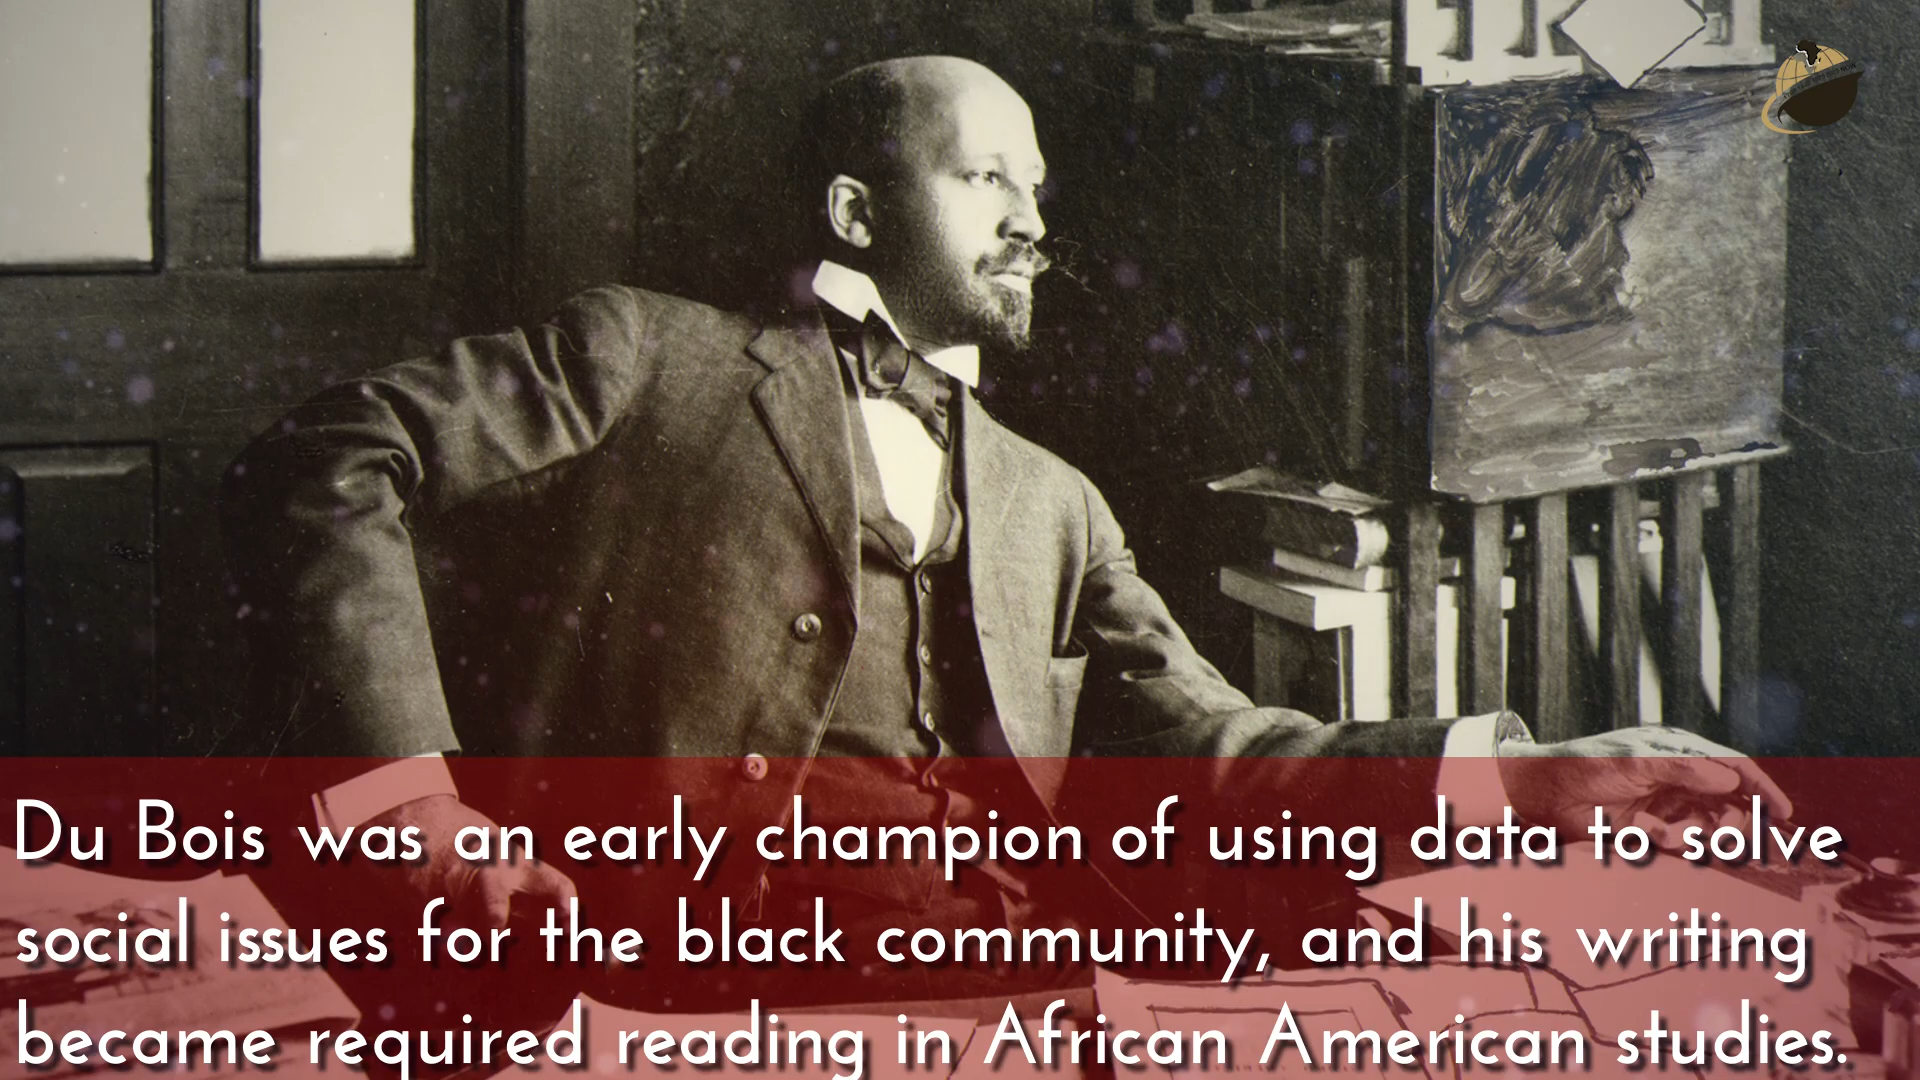 Du Bois was an early champion of using data to solve
social issues for the black community, and his writing
became required reading in African American studies.